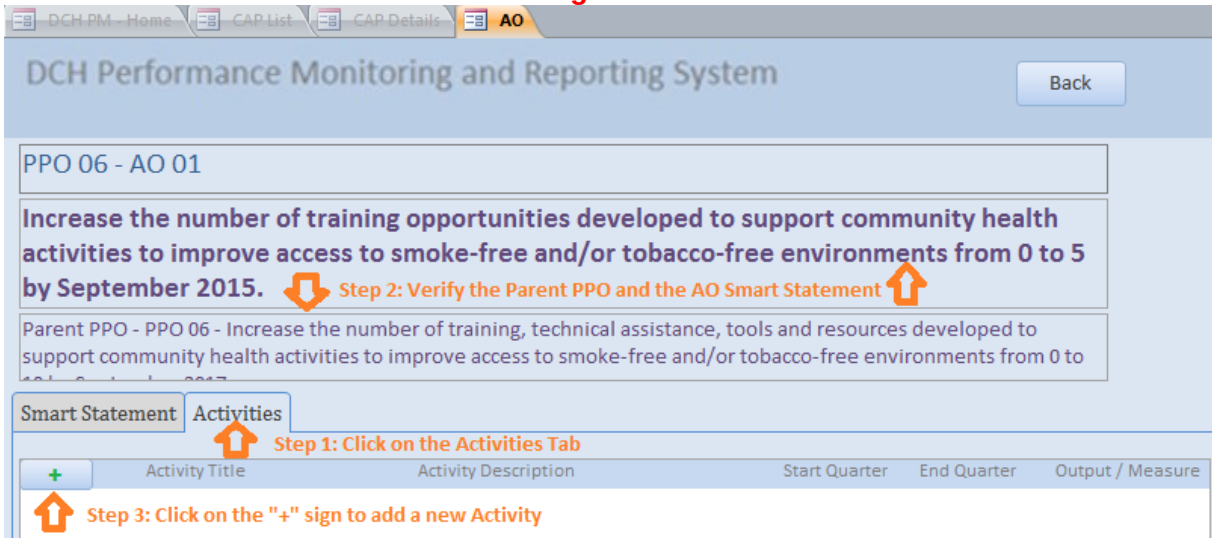 DCH PM - Home CAP List CAP Details AO
DCH Performance Monitoring and Reporting System
Back
PPO 06 - AO 01
Increase the number of training opportunities developed to support community health
activities to improve access to smoke-free and/or tobacco-free environments from 0 to 5
by September 2015.
Step 2: Verify the Parent PPO and the AO Smart Statement
Parent PPO - PPO 06 - Increase the number of training, technical assistance, tools and resources developed to
support community health activities to improve access to smoke-free and/or tobacco-free environments from 0 to
Smart Statement Activities
Step 1: Click on the Activities Tab
+ Activity Title Activity Description Start Quarter End Quarter Output / Measure
Step 3: Click on the "+" sign to add a new Activity